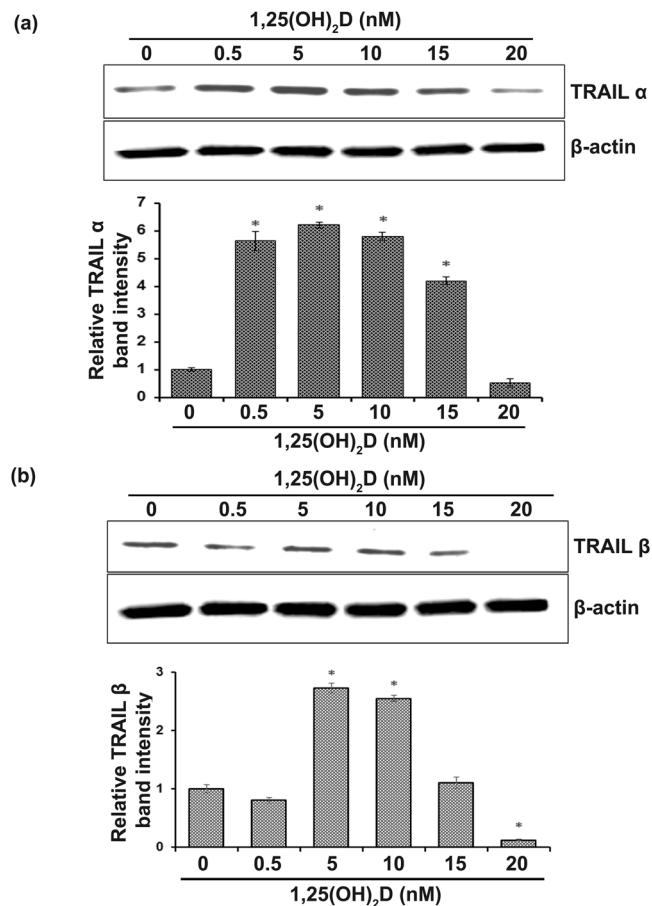 (a)
1,25(OH)₂D (nM)
0 0.5 5 10 15 20
TRAIL α
β-actin
Relative TRAIL α
band intensity
7
6
5
4
3
2
1
0
* * * *
0 0.5 5 10 15 20
1,25(OH)₂D (nM)
(b)
1,25(OH)₂D (nM)
0 0.5 5 10 15 20
TRAIL β
β-actin
Relative TRAIL β
band intensity
3
2
1
0
* * *
0 0.5 5 10 15 20
1,25(OH)₂D (nM)